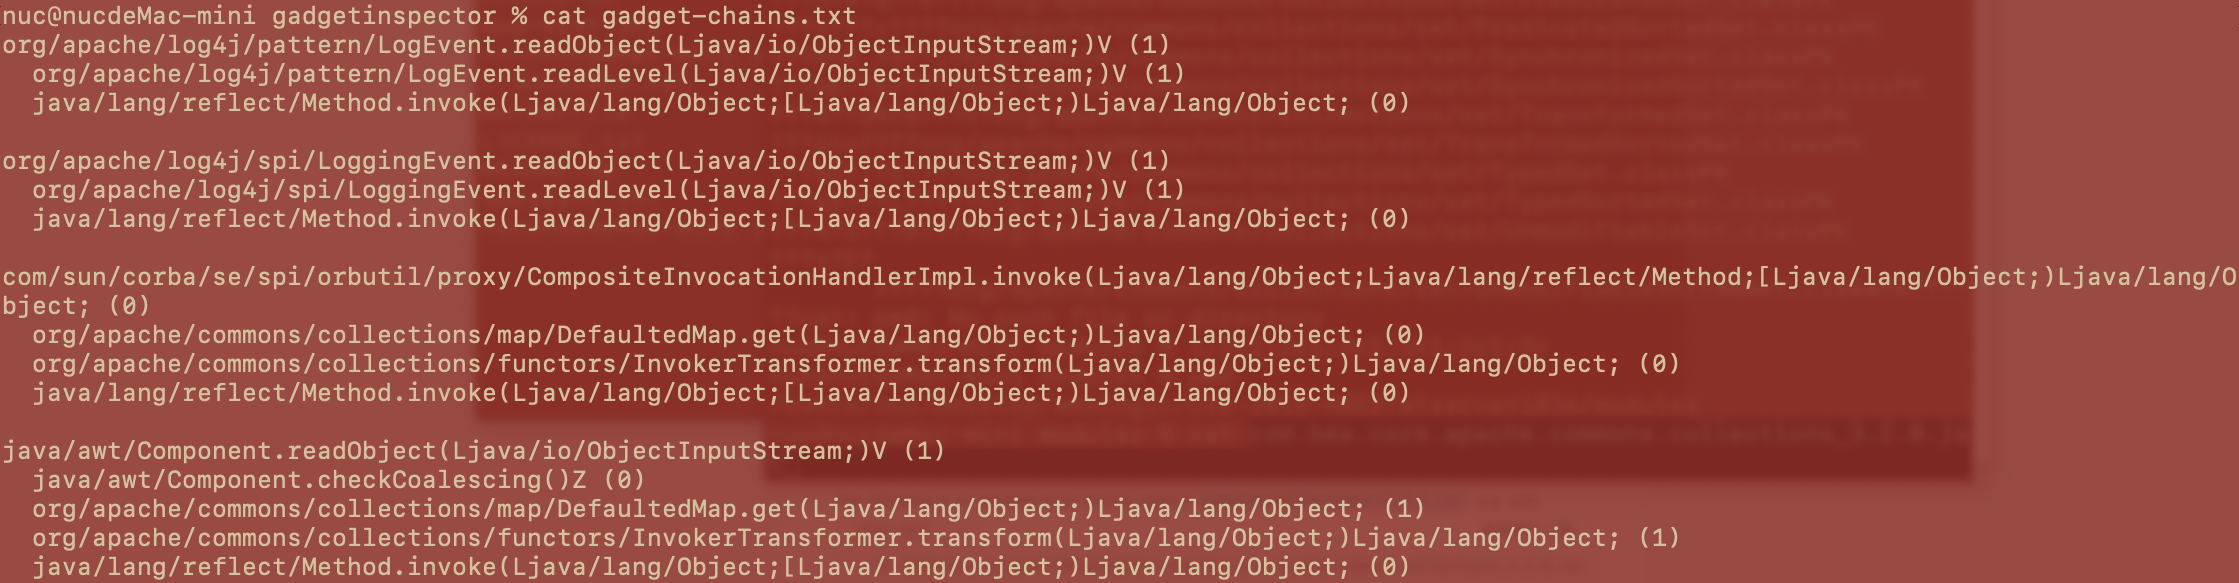 nuc@nucdeMac-mini gadgetinspector % cat gadget-chains.txt
org/apache/log4j/pattern/LogEvent.readObject(Ljava/io/ObjectInputStream;)V (1)
  org/apache/log4j/pattern/LogEvent.readLevel(Ljava/io/ObjectInputStream;)V (1)
  java/lang/reflect/Method.invoke(Ljava/lang/Object;[Ljava/lang/Object;)Ljava/lang/Object; (0)

org/apache/log4j/spi/LoggingEvent.readObject(Ljava/io/ObjectInputStream;)V (1)
  org/apache/log4j/spi/LoggingEvent.readLevel(Ljava/io/ObjectInputStream;)V (1)
  java/lang/reflect/Method.invoke(Ljava/lang/Object;[Ljava/lang/Object;)Ljava/lang/Object; (0)

com/sun/corba/se/spi/orbutil/proxy/CompositeInvocationHandlerImpl.invoke(Ljava/lang/Object;Ljava/lang/reflect/Method;[Ljava/lang/Object;)Ljava/lang/O
bject; (0)
  org/apache/commons/collections/map/DefaultedMap.get(Ljava/lang/Object;)Ljava/lang/Object; (0)
  org/apache/commons/collections/functors/InvokerTransformer.transform(Ljava/lang/Object;)Ljava/lang/Object; (0)
  java/lang/reflect/Method.invoke(Ljava/lang/Object;[Ljava/lang/Object;)Ljava/lang/Object; (0)

java/awt/Component.readObject(Ljava/io/ObjectInputStream;)V (1)
  java/awt/Component.checkCoalescing()Z (0)
  org/apache/commons/collections/map/DefaultedMap.get(Ljava/lang/Object;)Ljava/lang/Object; (1)
  org/apache/commons/collections/functors/InvokerTransformer.transform(Ljava/lang/Object;)Ljava/lang/Object; (1)
  java/lang/reflect/Method.invoke(Ljava/lang/Object;[Ljava/lang/Object;)Ljava/lang/Object; (0)